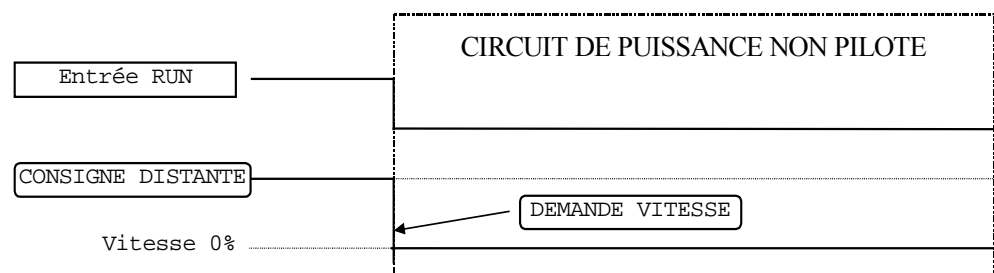 CIRCUIT DE PUISSANCE NON PILOTE
Entrée RUN
CONSIGNE DISTANTE
DEMANDE VITESSE
Vitesse 0%